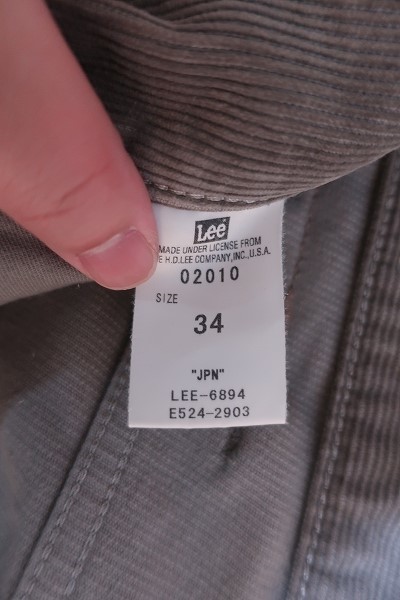 Lee
MADE UNDER LICENSE FROM
E H.D.LEE COMPANY, INC., U.S.A.
02010
SIZE
34
"JPN"
LEE-6894
E524-2903